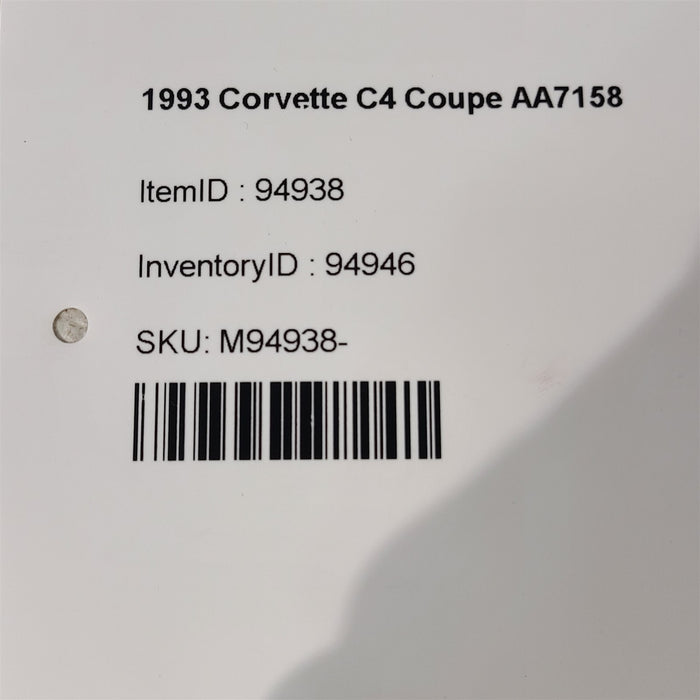 1993 Corvette C4 Coupe AA7158
ItemID : 94938
InventoryID : 94946
SKU: M94938-